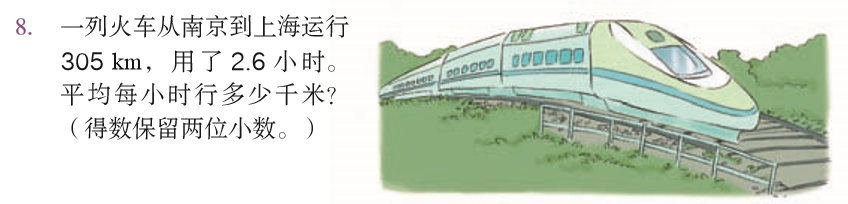 8. 一列火车从南京到上海运行
305 km，用了 2.6 小时。
平均每小时行多少千米？
（得数保留两位小数。）